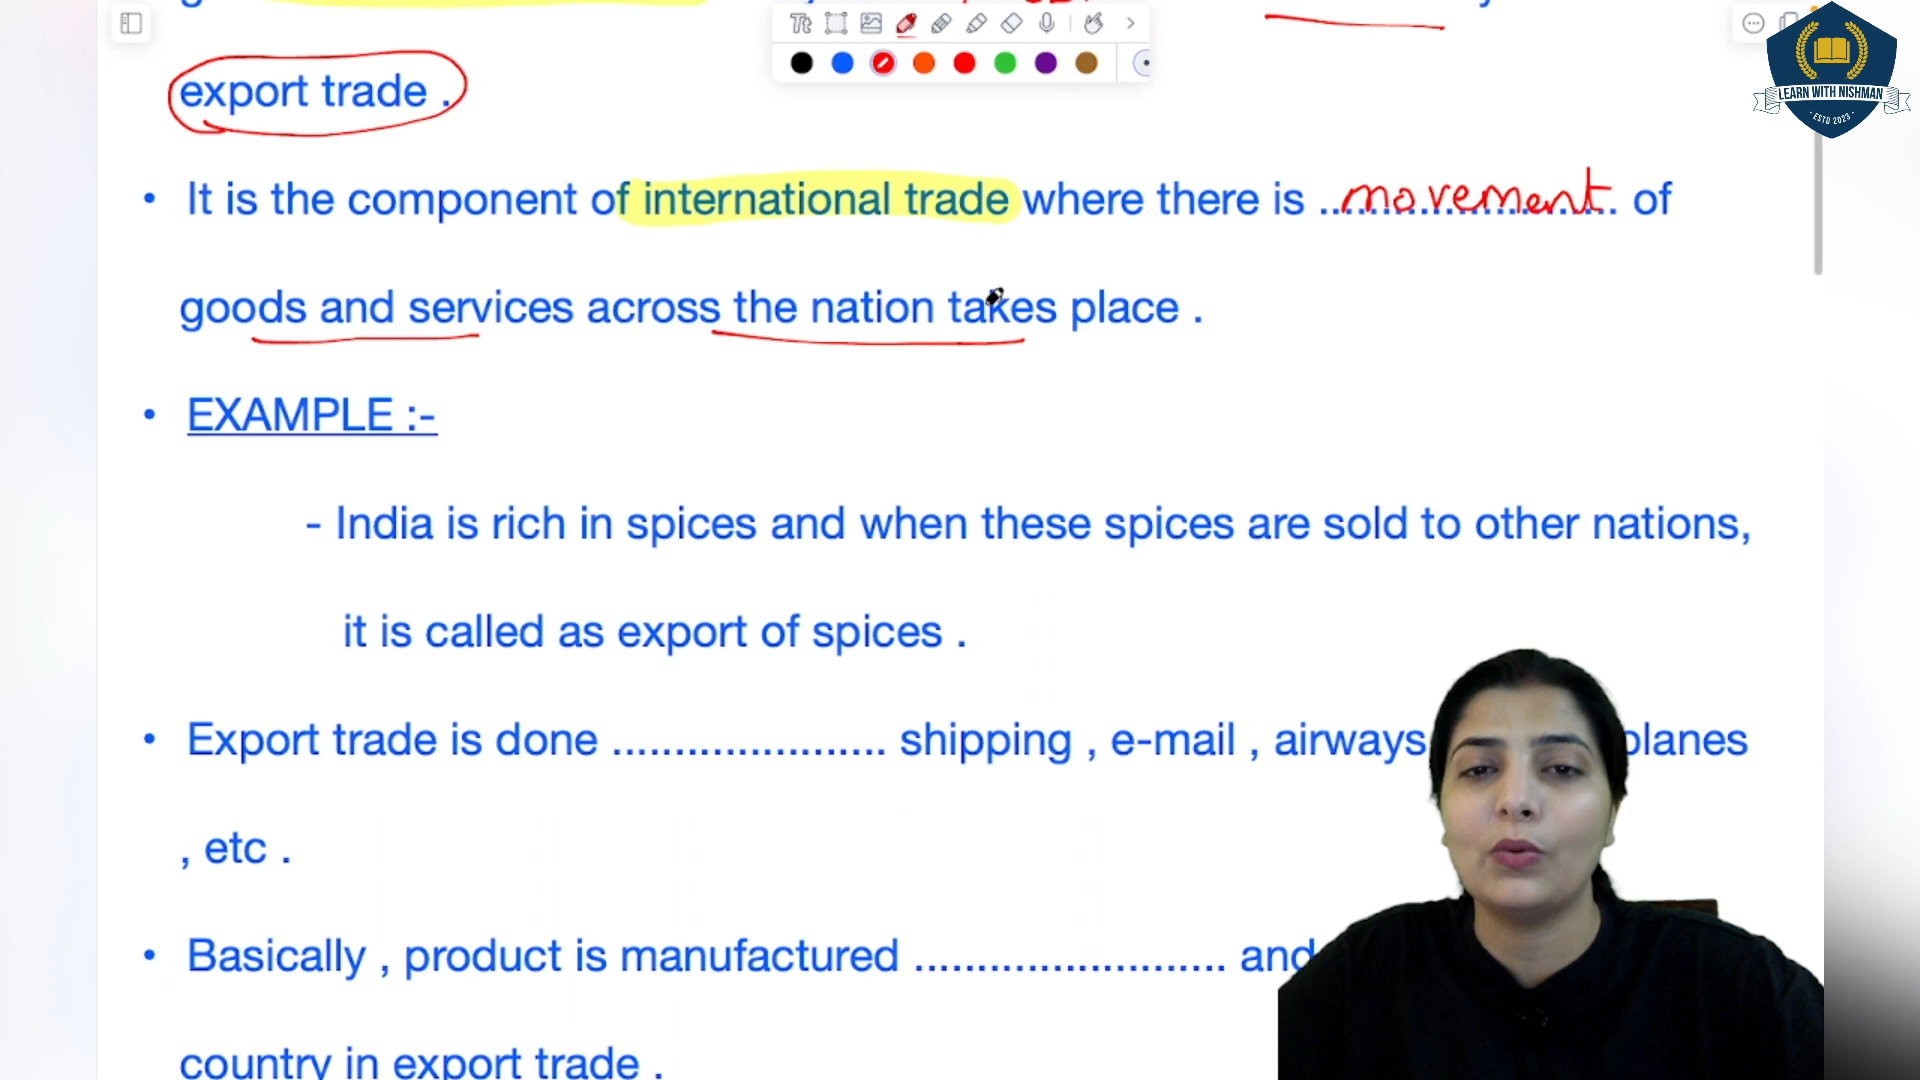 LEARN WITH NISHMAN
ESTD 2023
Tt
export trade .
• It is the component of international trade where there is ..movement.. of
goods and services across the nation takes place .
• EXAMPLE :-
- India is rich in spices and when these spices are sold to other nations,
it is called as export of spices .
• Export trade is done ...................... shipping , e-mail , airways planes
, etc .
• Basically , product is manufactured ......................... and
country in export trade .